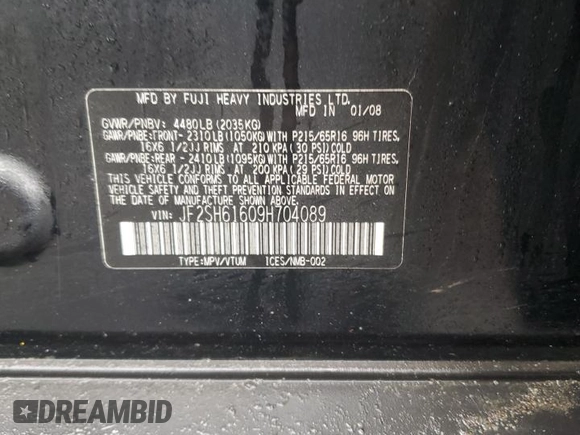 MFD BY FUJI HEAVY INDUSTRIES LTD.
MFD IN 01/08
GVWR/PNBV: 4480LB(2035KG)
GAWR/PNBE:FRONT- 2310LB(1050KG)WITH P215/65R16 96H TIRES,
16X6 1/2JJ RIMS AT 210 KPA(30 PSI)COLD
GAWR/PNBE:REAR - 2410LB(1095KG)WITH P215/65R16 96H TIRES,
16X6 1/2JJ RIMS AT 200 KPA(29 PSI)COLD
THIS VEHICLE CONFORMS TO ALL APPLICABLE FEDERAL MOTOR
VEHICLE SAFETY AND THEFT PREVENTION STANDARDS IN EFFECT ON
THE DATE OF MANUFACTURE SHOWN ABOVE.
VIN: JF2SH61609H704089
TYPE:MPV/VTUM ICES/NMB-002
DREAMBID